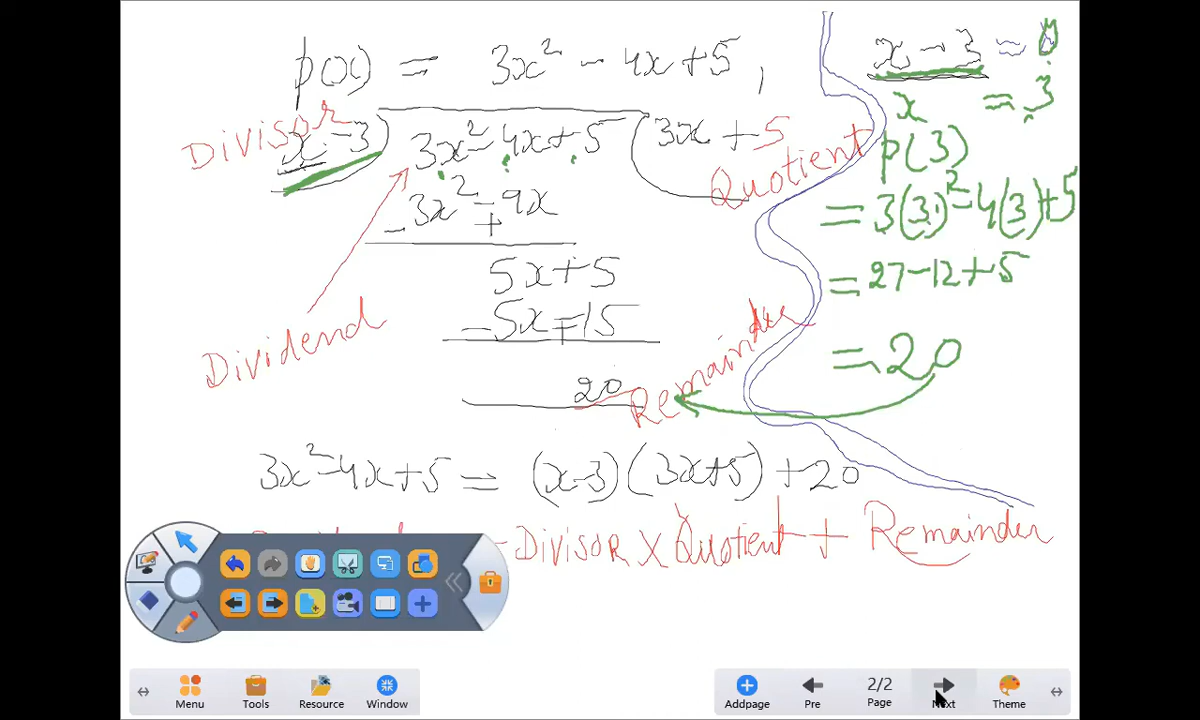 p(x) = 3x² - 4x + 5,
Divisor
x - 3) 3x² - 4x + 5 (3x + 5
Quotient
3x² - 9x
- +
5x + 5
5x - 15
- +
20
Remainder
Dividend
3x² - 4x + 5 = (x-3)(3x+5) + 20
= Divisor x Quotient + Remainder
x - 3 = 0
x = 3
p(3)
= 3(3)² - 4(3) + 5
= 27 - 12 + 5
= 20
Menu
Tools
Resource
Window
Addpage
Pre
2/2
Page
Next
Theme